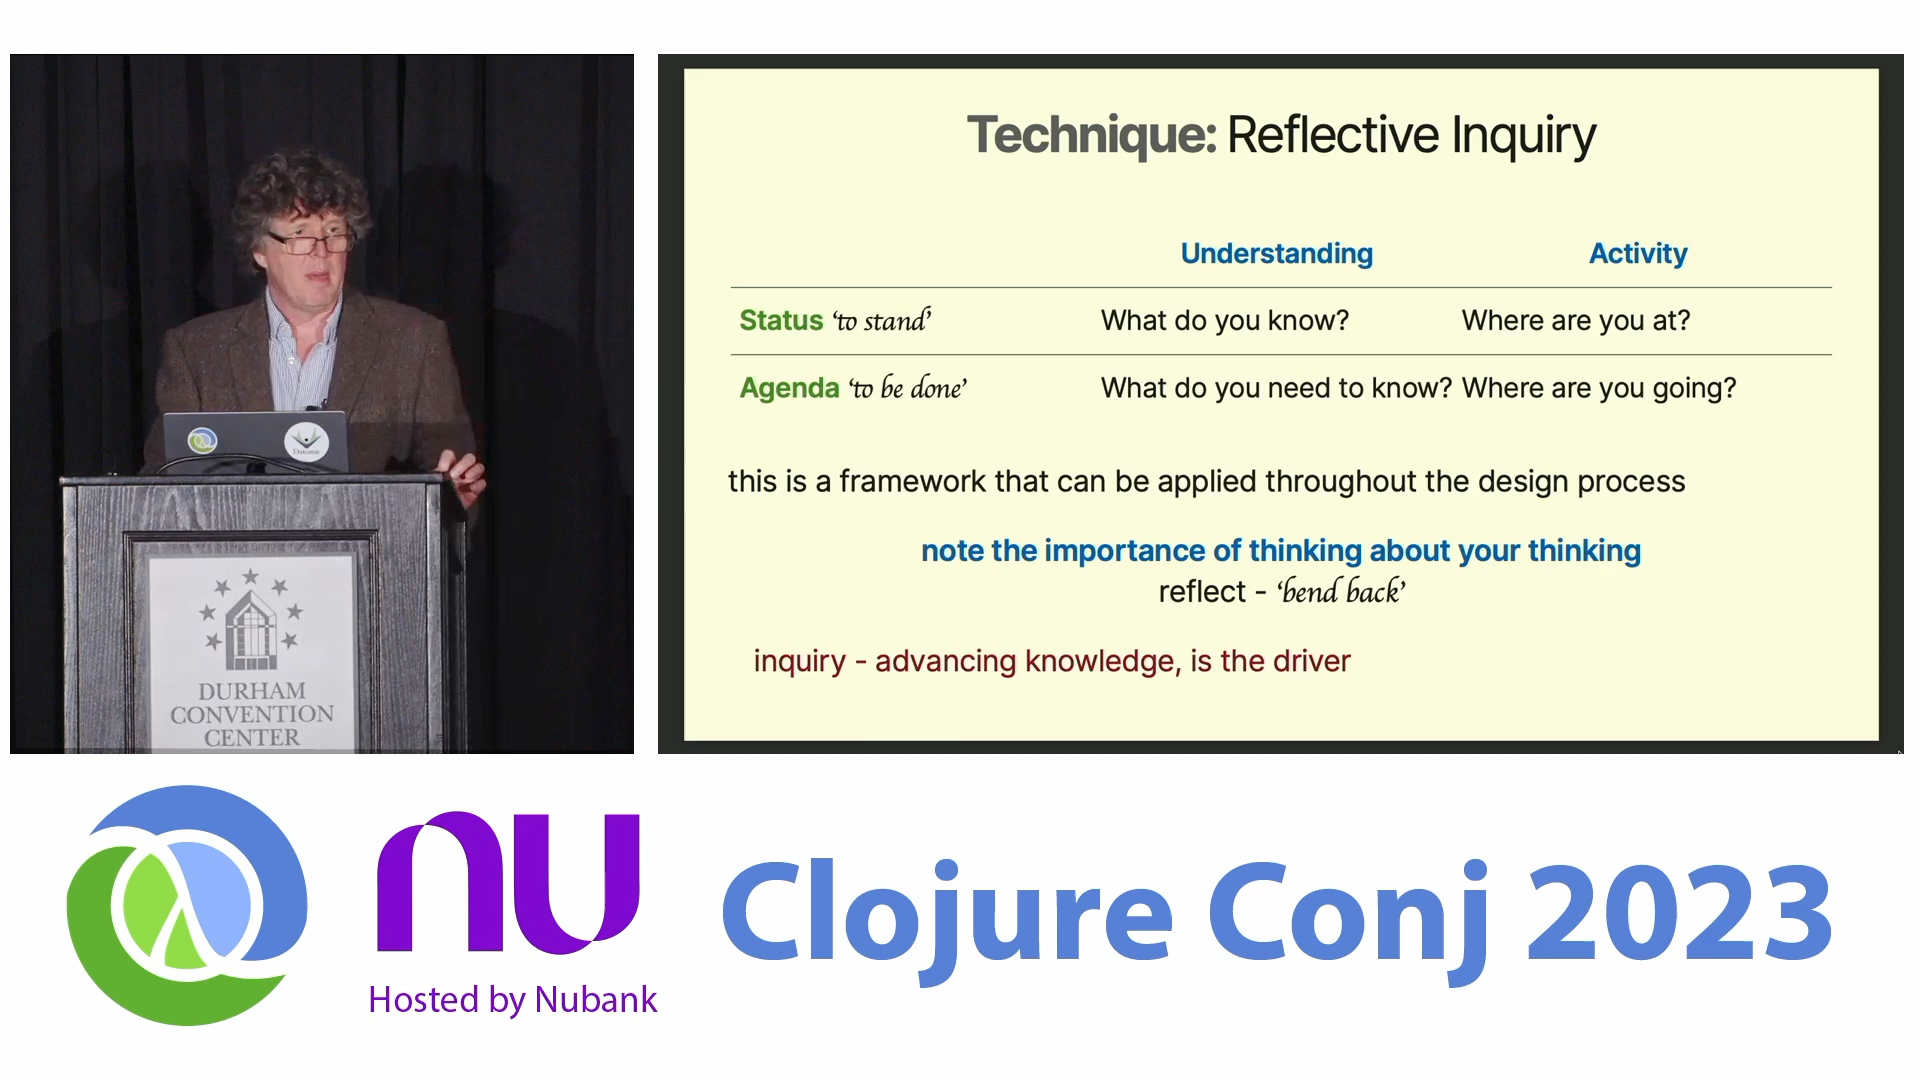 Technique: Reflective Inquiry
Understanding Activity
Status ‘to stand’ What do you know? Where are you at?
Agenda ‘to be done’ What do you need to know? Where are you going?
this is a framework that can be applied throughout the design process
note the importance of thinking about your thinking
reflect - ‘bend back’
inquiry - advancing knowledge, is the driver
Datomic
DURHAM
CONVENTION
CENTER
nu
Hosted by Nubank
Clojure Conj 2023